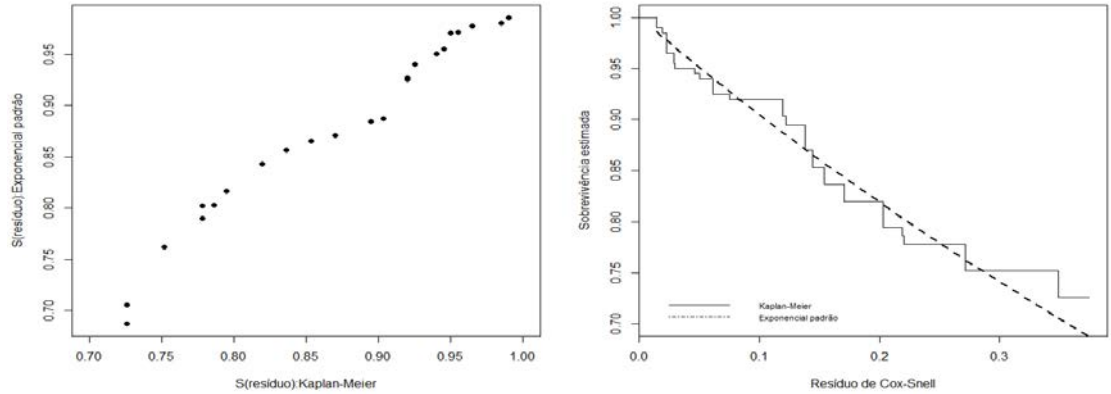 S(resíduo):Exponencial padrão
0.95
0.90
0.85
0.80
0.75
0.70
0.70 0.75 0.80 0.85 0.90 0.95 1.00
S(resíduo):Kaplan-Meier
Sobrevivência estimada
1.00
0.95
0.90
0.85
0.80
0.75
0.70
Kaplan-Meier
Exponencial padrão
0.0 0.1 0.2 0.3
Resíduo de Cox-Snell